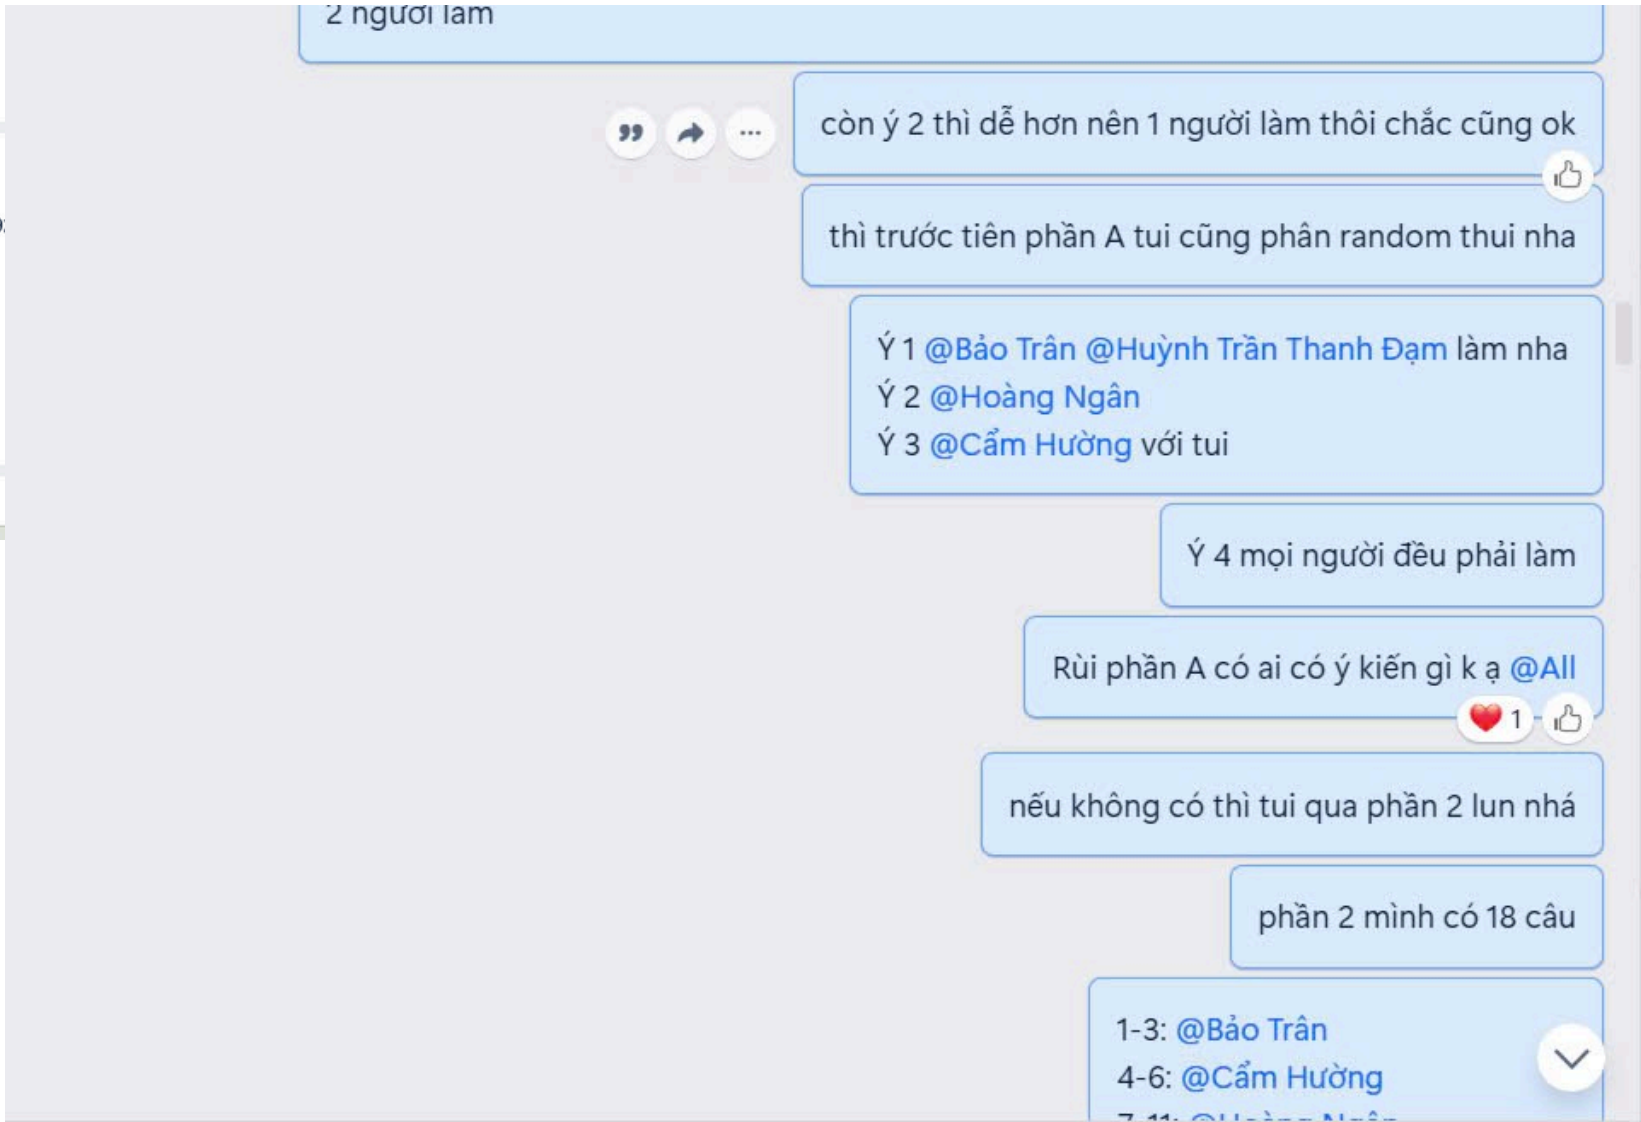 2 người làm
còn ý 2 thì dễ hơn nên 1 người làm thôi chắc cũng ok
thì trước tiên phần A tui cũng phân random thui nha
Ý 1 @Bảo Trân @Huỳnh Trần Thanh Đạm làm nha
Ý 2 @Hoàng Ngân
Ý 3 @Cẩm Hường với tui
Ý 4 mọi người đều phải làm
Rùi phần A có ai có ý kiến gì k ạ @All
1
nếu không có thì tui qua phần 2 lun nhá
phần 2 mình có 18 câu
1-3: @Bảo Trân
4-6: @Cẩm Hường
7-11: @Hoàng Ngân